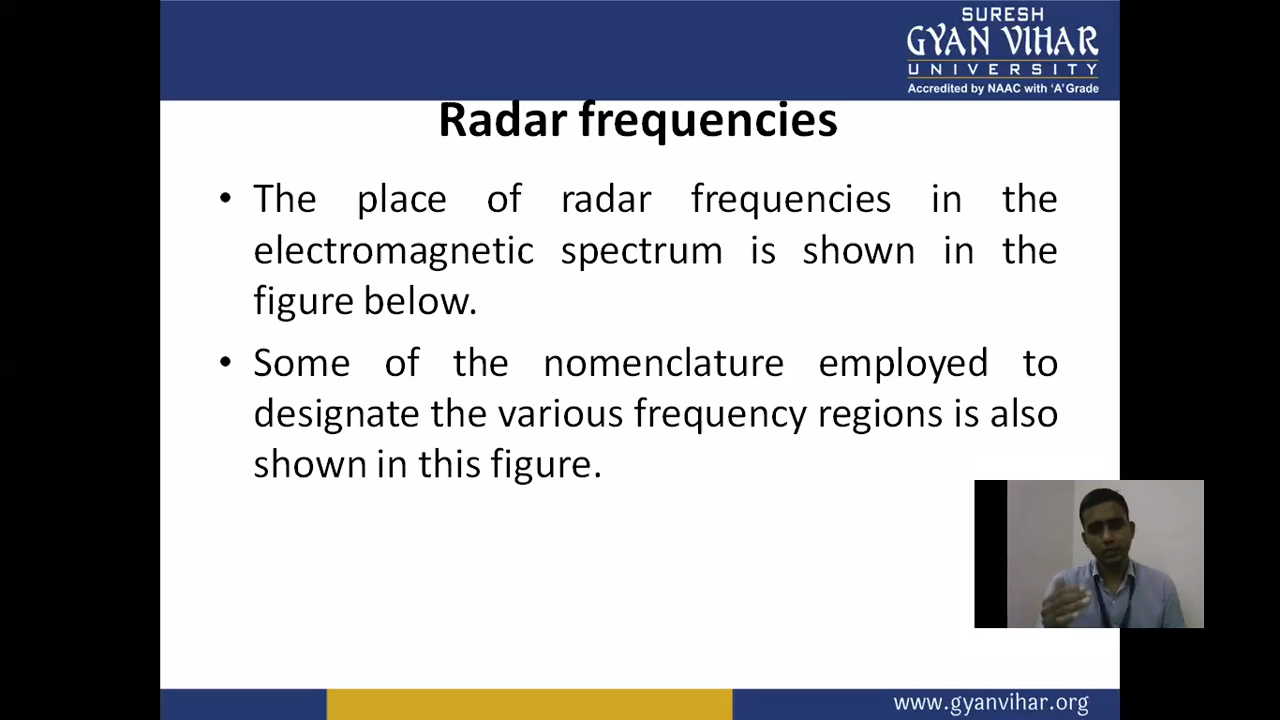 SURESH
GYAN VIHAR
UNIVERSITY
Accredited by NAAC with 'A' Grade
Radar frequencies
• The place of radar frequencies in the
electromagnetic spectrum is shown in the
figure below.
• Some of the nomenclature employed to
designate the various frequency regions is also
shown in this figure.
www.gyanvihar.org